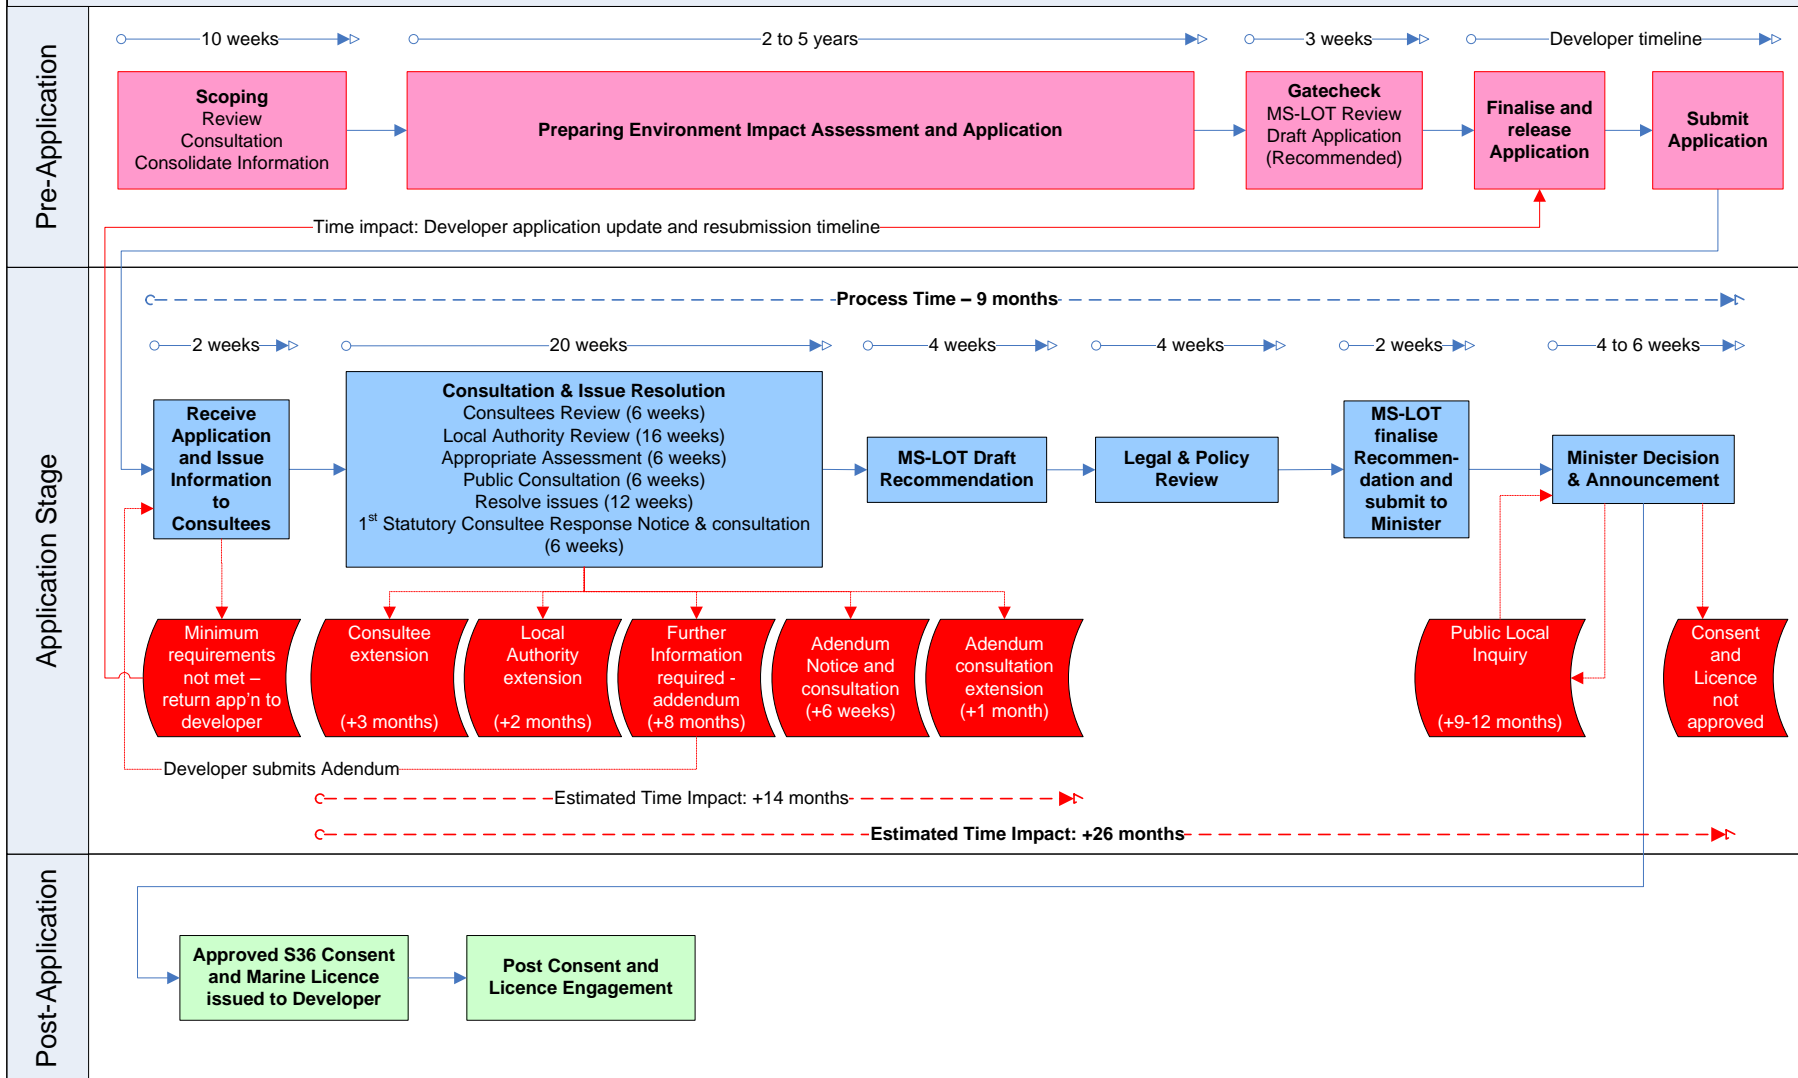 Pre-Application
10 weeks
2 to 5 years
3 weeks
Developer timeline
Scoping
Review
Consultation
Consolidate Information
Preparing Environment Impact Assessment and Application
Gatecheck
MS-LOT Review
Draft Application
(Recommended)
Finalise and
release
Application
Submit
Application
Time impact: Developer application update and resubmission timeline
Application Stage
Process Time – 9 months
2 weeks
20 weeks
4 weeks
4 weeks
2 weeks
4 to 6 weeks
Receive
Application
and Issue
Information
to
Consultees
Consultation & Issue Resolution
Consultees Review (6 weeks)
Local Authority Review (16 weeks)
Appropriate Assessment (6 weeks)
Public Consultation (6 weeks)
Resolve issues (12 weeks)
1st Statutory Consultee Response Notice & consultation
(6 weeks)
MS-LOT Draft
Recommendation
Legal & Policy
Review
MS-LOT
finalise
Recommen-
dation and
submit to
Minister
Minister Decision
& Announcement
Minimum
requirements
not met –
return app'n to
developer
Consultee
extension
(+3 months)
Local
Authority
extension
(+2 months)
Further
Information
required -
addendum
(+8 months)
Adendum
Notice and
consultation
(+6 weeks)
Adendum
consultation
extension
(+1 month)
Public Local
Inquiry
(+9-12 months)
Consent
and
Licence
not
approved
Developer submits Adendum
Estimated Time Impact: +14 months
Estimated Time Impact: +26 months
Post-Application
Approved S36 Consent
and Marine Licence
issued to Developer
Post Consent and
Licence Engagement